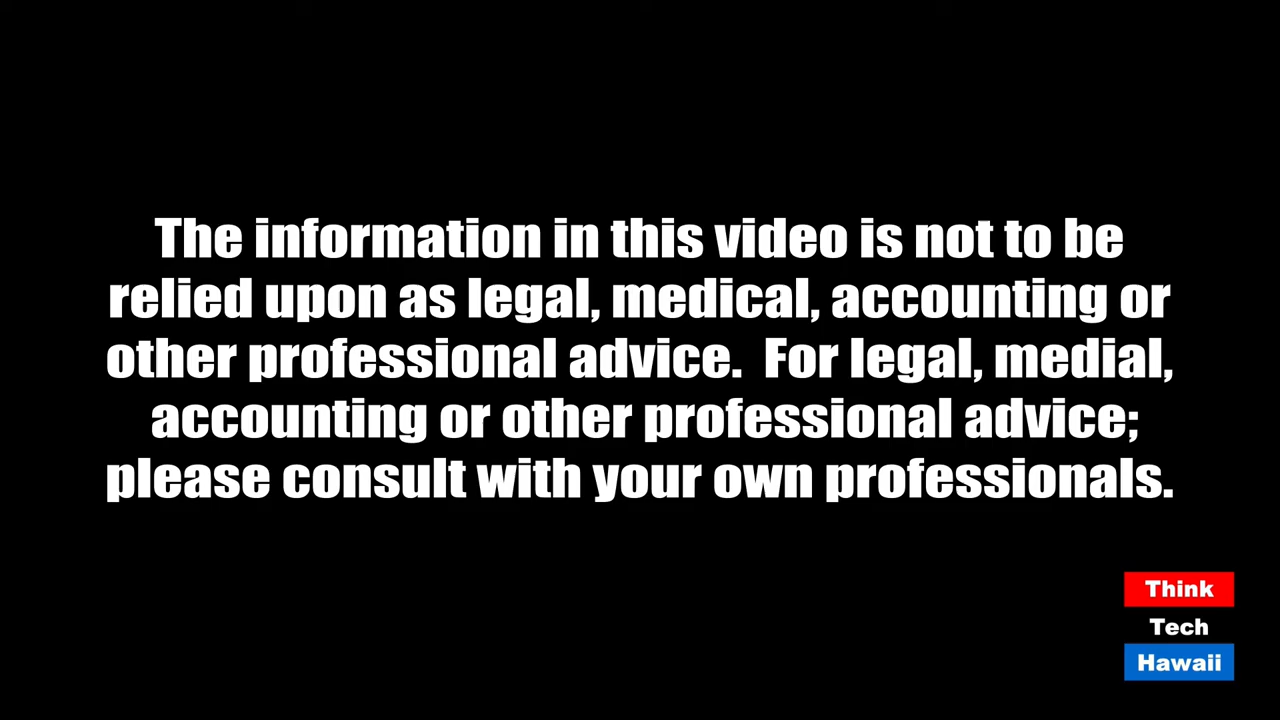 The information in this video is not to be
relied upon as legal, medical, accounting or
other professional advice.  For legal, medial,
accounting or other professional advice;
please consult with your own professionals.
Think
Tech
Hawaii